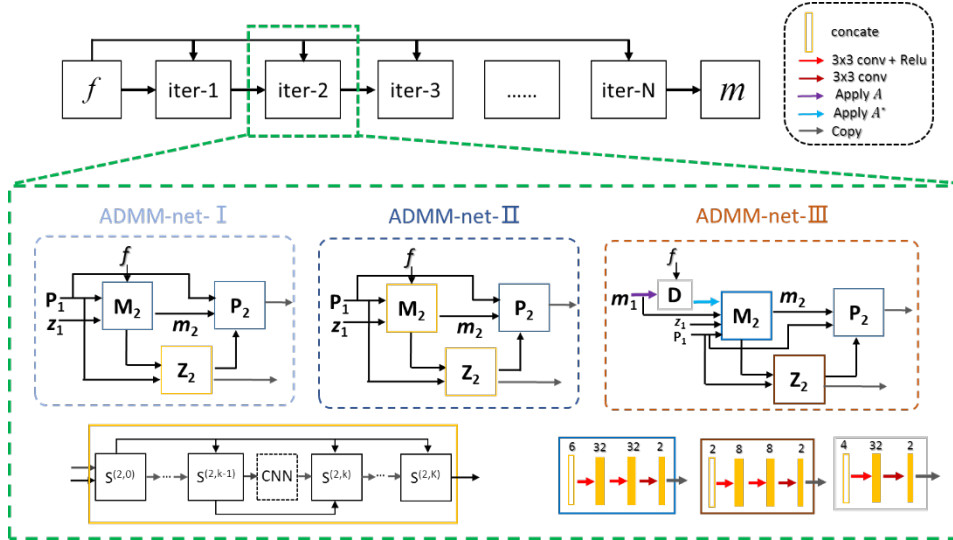 f
iter-1
iter-2
iter-3
......
iter-N
m
concate
3x3 conv + Relu
3x3 conv
Apply A
Apply A*
Copy
ADMM-net-Ⅰ
f
P1
z1
M2
m2
P2
Z2
ADMM-net-Ⅱ
f
P1
z1
M2
m2
P2
Z2
ADMM-net-Ⅲ
f
m1
D
z1
P1
M2
m2
P2
Z2
S(2,0)
...
S(2,k-1)
CNN
S(2,k)
...
S(2,K)
6 32 32 2
2 8 8 2
4 32 2